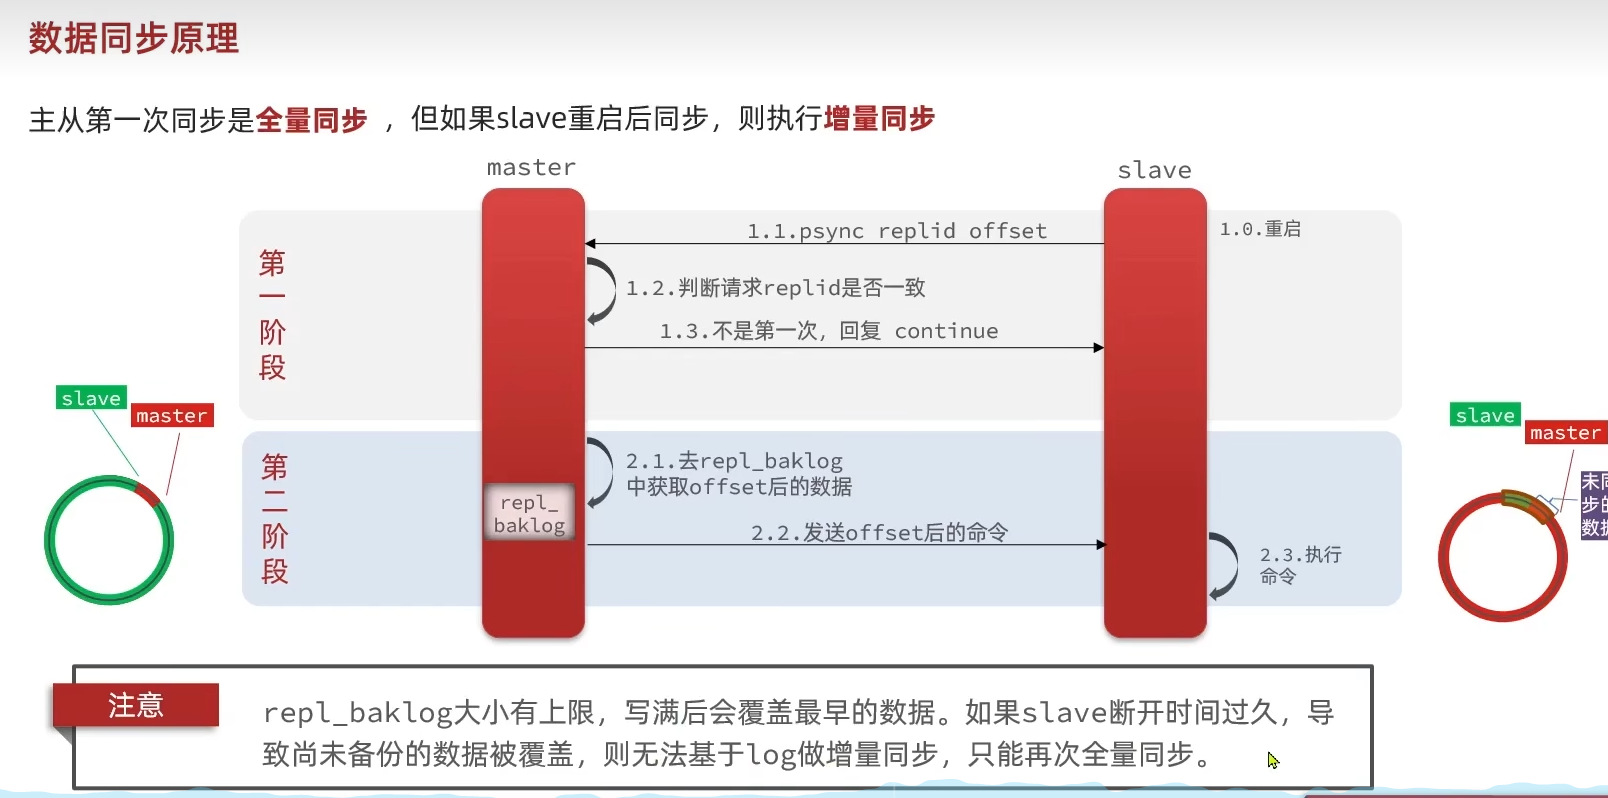 数据同步原理
主从第一次同步是全量同步 ，但如果slave重启后同步，则执行增量同步
master
slave
1.1.psync replid offset
1.0.重启
第一阶段
1.2.判断请求replid是否一致
1.3.不是第一次，回复 continue
slave
master
slave
master
第二阶段
2.1.去repl_baklog
中获取offset后的数据
repl_
baklog
2.2.发送offset后的命令
2.3.执行
命令
未同
步的
数据
注意
repl_baklog大小有上限，写满后会覆盖最早的数据。如果slave断开时间过久，导
致尚未备份的数据被覆盖，则无法基于log做增量同步，只能再次全量同步。